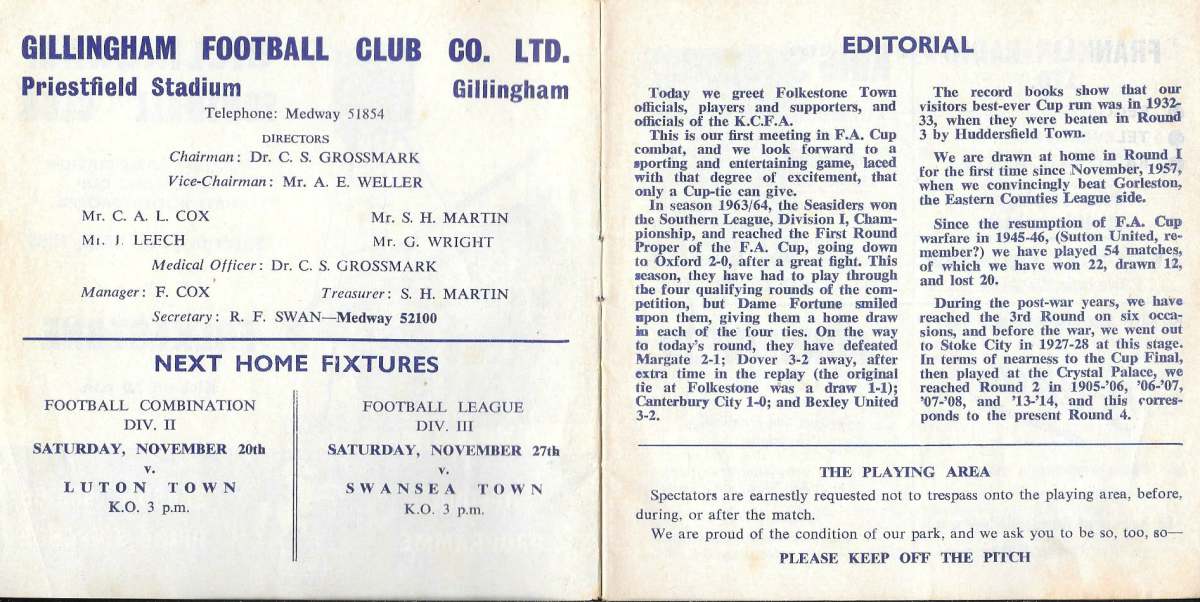 GILLINGHAM FOOTBALL CLUB CO. LTD.
Priestfield Stadium Gillingham
Telephone: Medway 51854
DIRECTORS
Chairman: Dr. C. S. GROSSMARK
Vice-Chairman: Mr. A. E. WELLER
Mr. C. A. L. COX Mr. S. H. MARTIN
Mr. J. LEECH Mr. G. WRIGHT
Medical Officer: Dr. C. S. GROSSMARK
Manager: F. COX Treasurer: S. H. MARTIN
Secretary: R. F. SWAN—Medway 52100
NEXT HOME FIXTURES
FOOTBALL COMBINATION
DIV. II
SATURDAY, NOVEMBER 20th
v.
LUTON TOWN
K.O. 3 p.m.
FOOTBALL LEAGUE
DIV. III
SATURDAY, NOVEMBER 27th
v.
SWANSEA TOWN
K.O. 3 p.m.
EDITORIAL
Today we greet Folkestone Town
officials, players and supporters, and
officials of the K.C.F.A.
This is our first meeting in F.A. Cup
combat, and we look forward to a
sporting and entertaining game, laced
with that degree of excitement, that
only a Cup-tie can give.
In season 1963/64, the Seasiders won
the Southern League, Division I, Cham-
pionship, and reached the First Round
Proper of the F.A. Cup, going down
to Oxford 2-0, after a great fight. This
season, they have had to play through
the four qualifying rounds of the com-
petition, but Dame Fortune smiled
upon them, giving them a home draw
in each of the four ties. On the way
to today's round, they have defeated
Margate 2-1; Dover 3-2 away, after
extra time in the replay (the original
tie at Folkestone was a draw 1-1);
Canterbury City 1-0; and Bexley United
3-2.
The record books show that our
visitors best-ever Cup run was in 1932-
33, when they were beaten in Round
3 by Huddersfield Town.
We are drawn at home in Round I
for the first time since November, 1957,
when we convincingly beat Gorleston,
the Eastern Counties League side.
Since the resumption of F.A. Cup
warfare in 1945-46, (Sutton United, re-
member?) we have played 54 matches,
of which we have won 22, drawn 12,
and lost 20.
During the post-war years, we have
reached the 3rd Round on six occa-
sions, and before the war, we went out
to Stoke City in 1927-28 at this stage.
In terms of nearness to the Cup Final,
then played at the Crystal Palace, we
reached Round 2 in 1905-'06, '06-'07,
'07-'08, and '13-'14, and this corres-
ponds to the present Round 4.
THE PLAYING AREA
Spectators are earnestly requested not to trespass onto the playing area, before,
during, or after the match.
We are proud of the condition of our park, and we ask you to be so, too, so—
PLEASE KEEP OFF THE PITCH